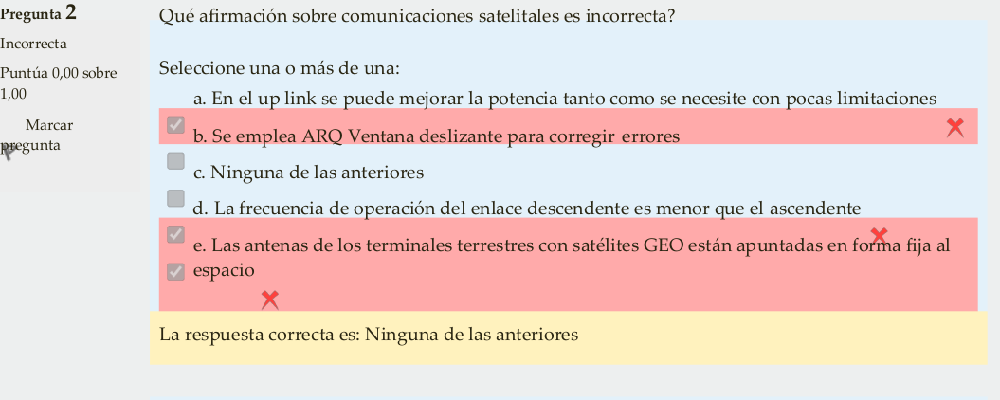 Pregunta 2
Incorrecta
Puntúa 0,00 sobre
1,00
Marcar
pregunta
Qué afirmación sobre comunicaciones satelitales es incorrecta?
Seleccione una o más de una:
a. En el up link se puede mejorar la potencia tanto como se necesite con pocas limitaciones
b. Se emplea ARQ Ventana deslizante para corregir errores
c. Ninguna de las anteriores
d. La frecuencia de operación del enlace descendente es menor que el ascendente
e. Las antenas de los terminales terrestres con satélites GEO están apuntadas en forma fija al
espacio
La respuesta correcta es: Ninguna de las anteriores